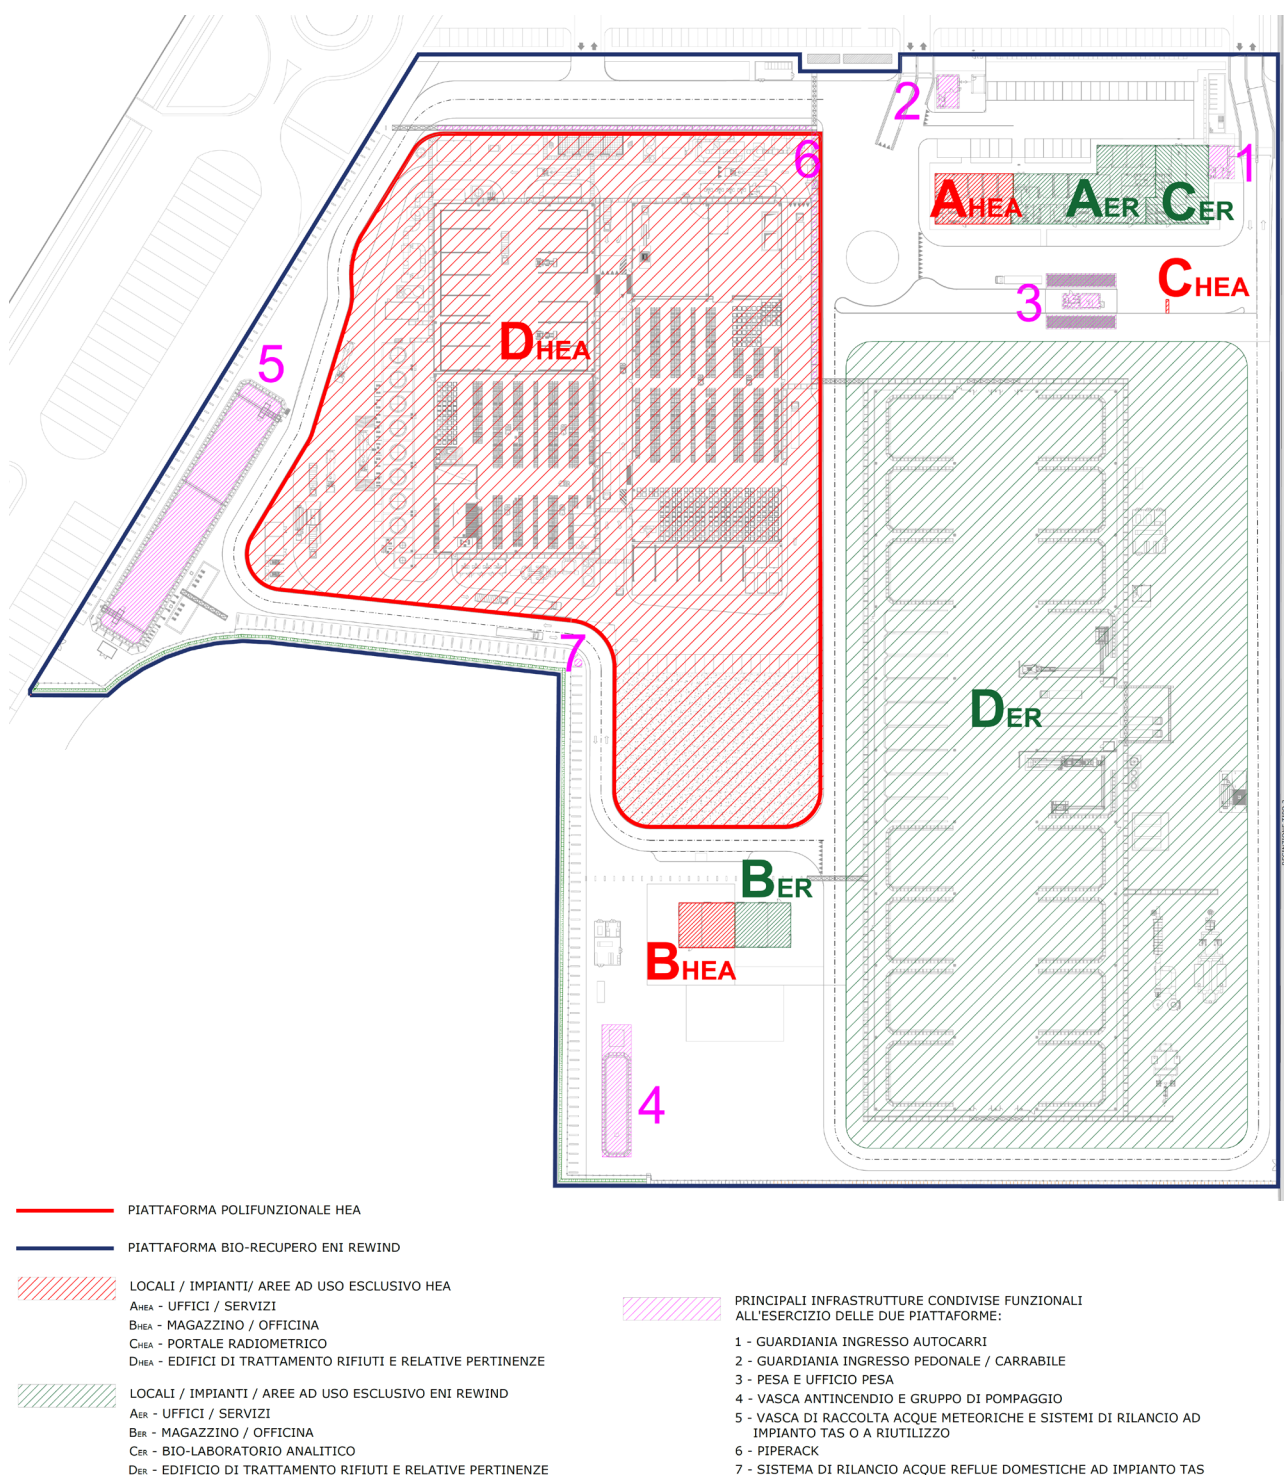 2
1
6
AHEA
AER
CER
CHEA
3
DHEA
5
7
DER
BER
BHEA
4
PIATTAFORMA POLIFUNZIONALE HEA
PIATTAFORMA BIO-RECUPERO ENI REWIND
LOCALI / IMPIANTI/ AREE AD USO ESCLUSIVO HEA
AHEA - UFFICI / SERVIZI
BHEA - MAGAZZINO / OFFICINA
CHEA - PORTALE RADIOMETRICO
DHEA - EDIFICI DI TRATTAMENTO RIFIUTI E RELATIVE PERTINENZE
LOCALI / IMPIANTI / AREE AD USO ESCLUSIVO ENI REWIND
AER - UFFICI / SERVIZI
BER - MAGAZZINO / OFFICINA
CER - BIO-LABORATORIO ANALITICO
DER - EDIFICIO DI TRATTAMENTO RIFIUTI E RELATIVE PERTINENZE
PRINCIPALI INFRASTRUTTURE CONDIVISE FUNZIONALI
ALL'ESERCIZIO DELLE DUE PIATTAFORME:
1 - GUARDIANIA INGRESSO AUTOCARRI
2 - GUARDIANIA INGRESSO PEDONALE / CARRABILE
3 - PESA E UFFICIO PESA
4 - VASCA ANTINCENDIO E GRUPPO DI POMPAGGIO
5 - VASCA DI RACCOLTA ACQUE METEORICHE E SISTEMI DI RILANCIO AD
IMPIANTO TAS O A RIUTILIZZO
6 - PIPERACK
7 - SISTEMA DI RILANCIO ACQUE REFLUE DOMESTICHE AD IMPIANTO TAS